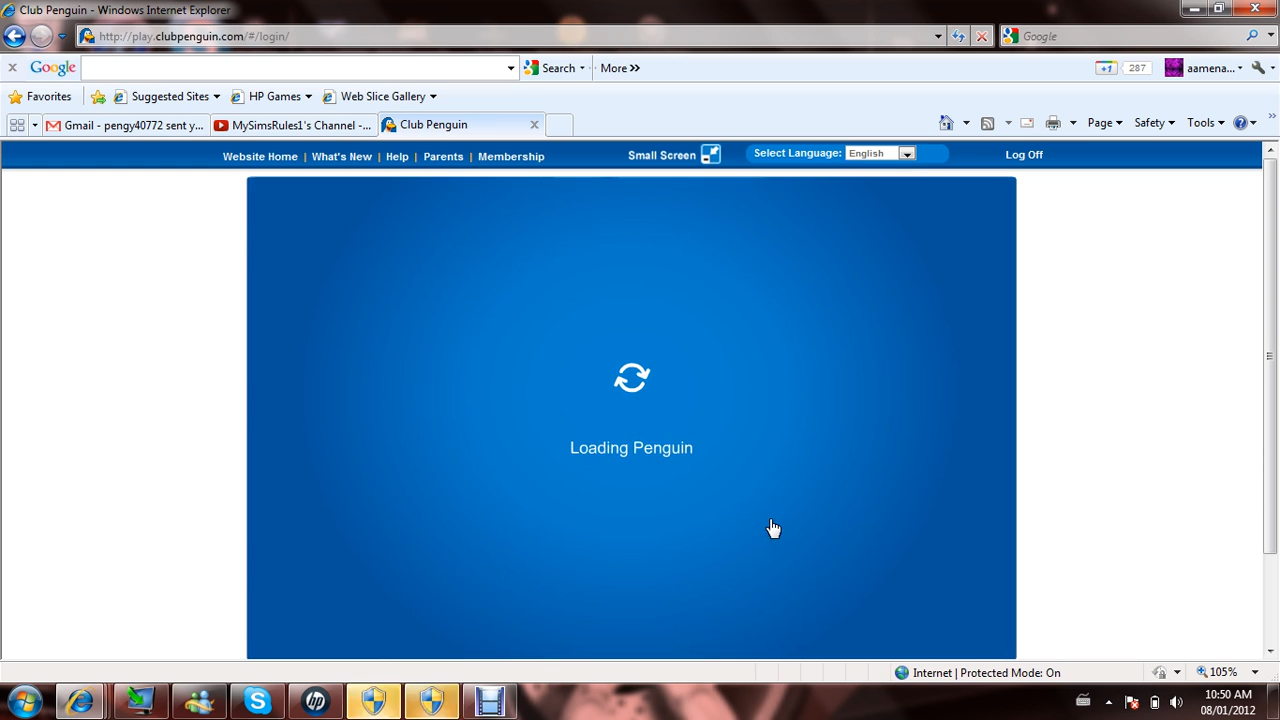 Club Penguin - Windows Internet Explorer
http://play.clubpenguin.com/#/login/
Google
Google
Search
More »
+1
287
aamena...
Favorites
Suggested Sites
HP Games
Web Slice Gallery
Gmail - pengy40772 sent y...
MySimsRules1's Channel -...
Club Penguin
Page
Safety
Tools
Website Home | What's New | Help | Parents | Membership
Small Screen
Select Language: English
Log Off
Loading Penguin
Internet | Protected Mode: On
105%
hp
10:50 AM
08/01/2012